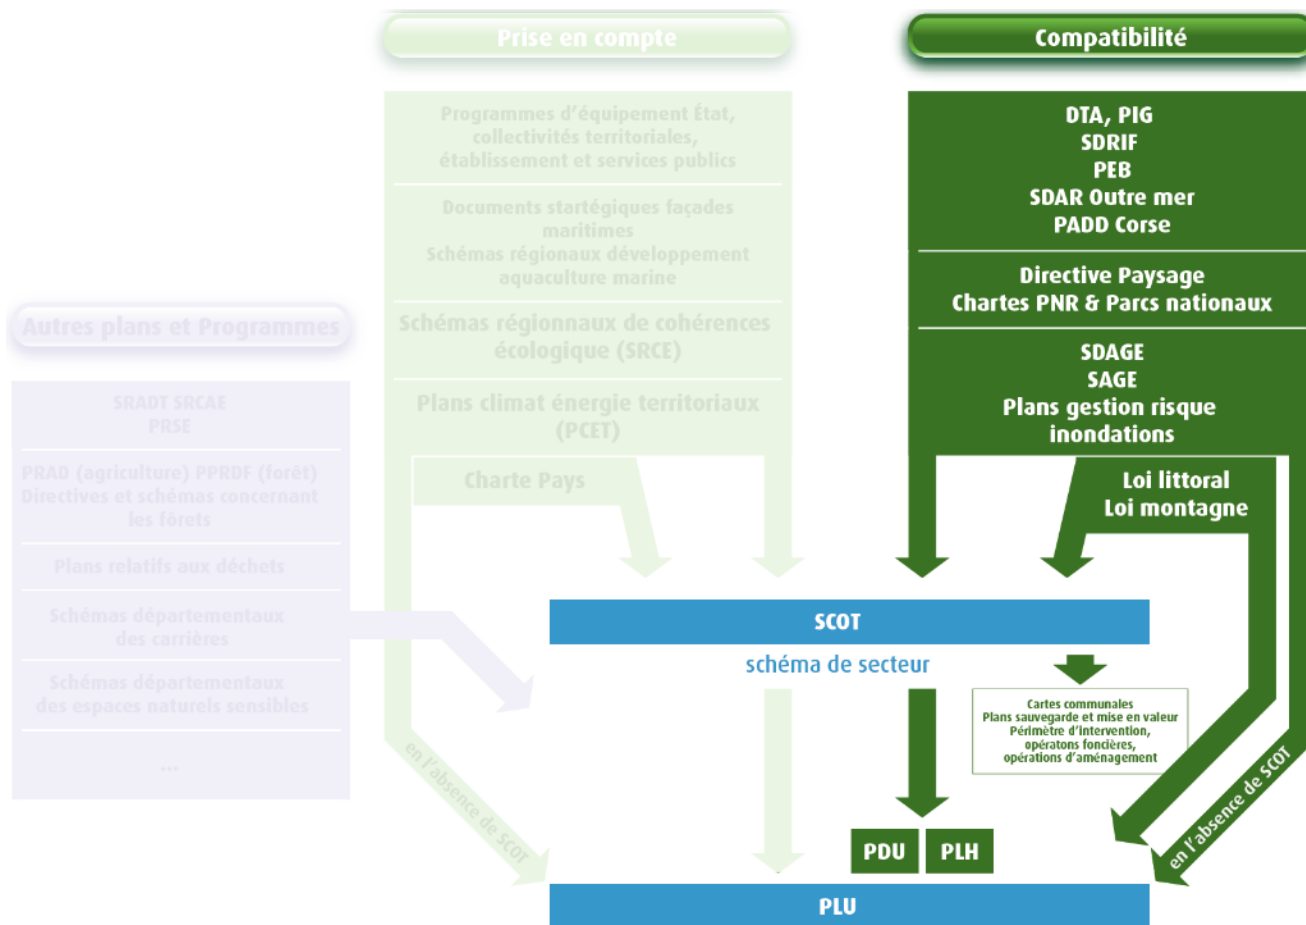 Prise en compte
Compatibilité
Programmes d'équipement État,
collectivités territoriales,
établissement et services publics
Documents startégiques façades
maritimes
Schémas régionaux développement
aquaculture marine
Schémas régionnaux de cohérences
écologique (SRCE)
Plans climat énergie territoriaux
(PCET)
Charte Pays
DTA, PIG
SDRIF
PEB
SDAR Outre mer
PADD Corse
Directive Paysage
Chartes PNR & Parcs nationaux
SDAGE
SAGE
Plans gestion risque
inondations
Loi littoral
Loi montagne
Autres plans et Programmes
SRADT SRCAE
PRSE
PRAD (agriculture) PPRDF (forêt)
Directives et schémas concernant
les fôrets
Plans relatifs aux déchets
Schémas départementaux
des carrières
Schémas départementaux
des espaces naturels sensibles
...
SCOT
schéma de secteur
Cartes communales
Plans sauvegarde et mise en valeur
Périmètre d'intervention,
opératons foncières,
opérations d'aménagement
en l'absence de SCOT
en l'absence de SCOT
PDU
PLH
PLU